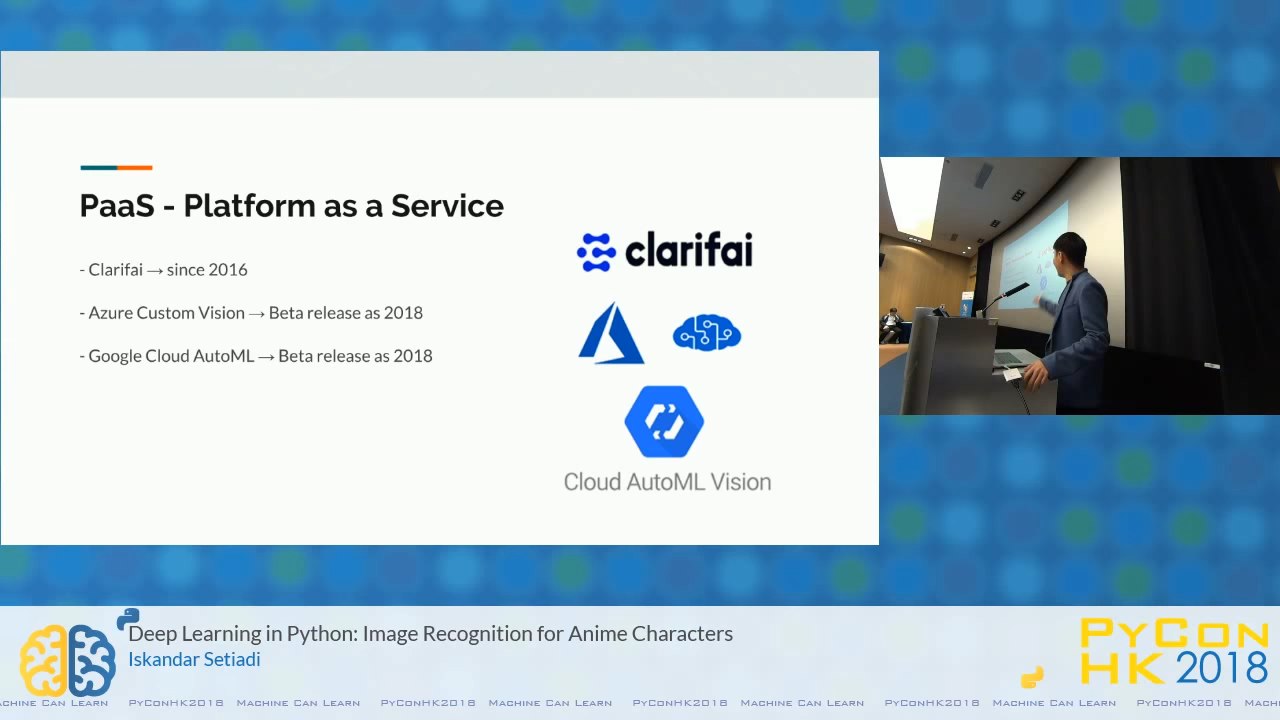 PaaS - Platform as a Service
- Clarifai → since 2016
- Azure Custom Vision → Beta release as 2018
- Google Cloud AutoML → Beta release as 2018
clarifai
Cloud AutoML Vision
Deep Learning in Python: Image Recognition for Anime Characters
Iskandar Setiadi
PyCon
HK 2018
achine Can Learn PyConHK2018 Machine Can Learn PyConHK2018 Machine Can Learn PyConHK2018 Machine Can Learn PyConHK2018 Machine Can Learn PyConHK2018 Mach